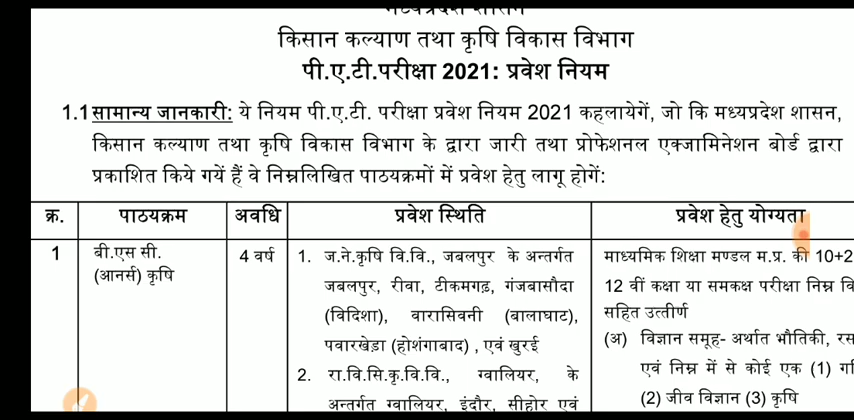 किसान कल्याण तथा कृषि विकास विभाग
पी.ए.टी.परीक्षा 2021: प्रवेश नियम
1.1 सामान्य जानकारी: ये नियम पी.ए.टी. परीक्षा प्रवेश नियम 2021 कहलायेगें, जो कि मध्यप्रदेश शासन,
किसान कल्याण तथा कृषि विकास विभाग के द्वारा जारी तथा प्रोफेशनल एक्जामिनेशन बोर्ड द्वारा
प्रकाशित किये गयें हैं वे निम्नलिखित पाठयक्रमों में प्रवेश हेतु लागू होगें:
क्र. पाठयक्रम अवधि प्रवेश स्थिति प्रवेश हेतु योग्यता
1 बी.एस सी. 4 वर्ष 1. ज.ने.कृषि वि.वि., जबलपुर के अन्तर्गत माध्यमिक शिक्षा मण्डल म.प्र. की 10+2
(आनर्स) कृषि जबलपुर, रीवा, टीकमगढ़, गंजबासौदा 12 वीं कक्षा या समकक्ष परीक्षा निम्न वि
(विदिशा), वारासिवनी (बालाघाट), सहित उत्तीर्ण
पवारखेड़ा (होशंगाबाद) , एवं खुरई (अ) विज्ञान समूह- अर्थात भौतिकी, रस
एवं निम्न में से कोई एक (1) ग
2. रा.वि.सि.कृ.वि.वि., ग्वालियर, के (2) जीव विज्ञान (3) कृषि
अन्तर्गत ग्वालियर, इंदौर, सीहोर एवं